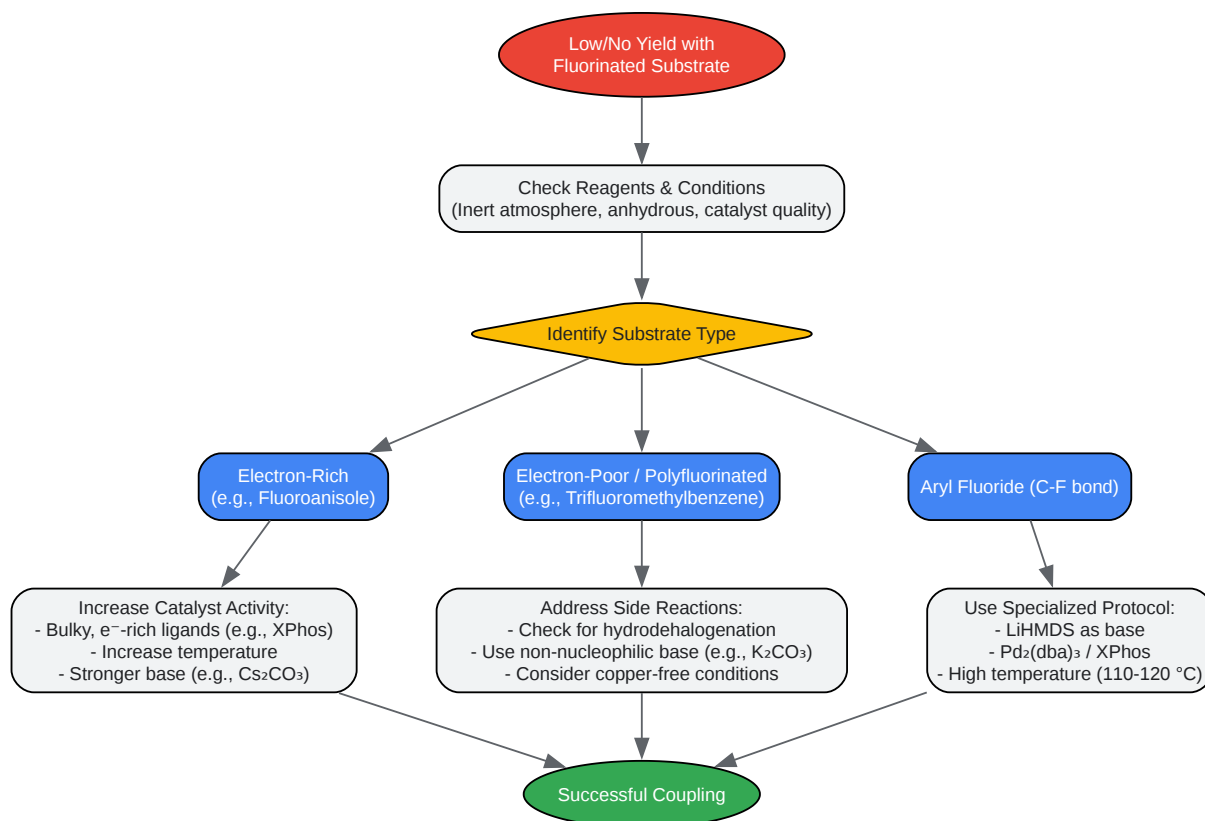 Low/No Yield with
Fluorinated Substrate
Check Reagents & Conditions
(Inert atmosphere, anhydrous, catalyst quality)
Identify Substrate Type
Electron-Rich
(e.g., Fluoroanisole)
Electron-Poor / Polyfluorinated
(e.g., Trifluoromethylbenzene)
Aryl Fluoride (C-F bond)
Increase Catalyst Activity:
- Bulky, e⁻-rich ligands (e.g., XPhos)
- Increase temperature
- Stronger base (e.g., Cs₂CO₃)
Address Side Reactions:
- Check for hydrodehalogenation
- Use non-nucleophilic base (e.g., K₂CO₃)
- Consider copper-free conditions
Use Specialized Protocol:
- LiHMDS as base
- Pd₂(dba)₃ / XPhos
- High temperature (110-120 °C)
Successful Coupling